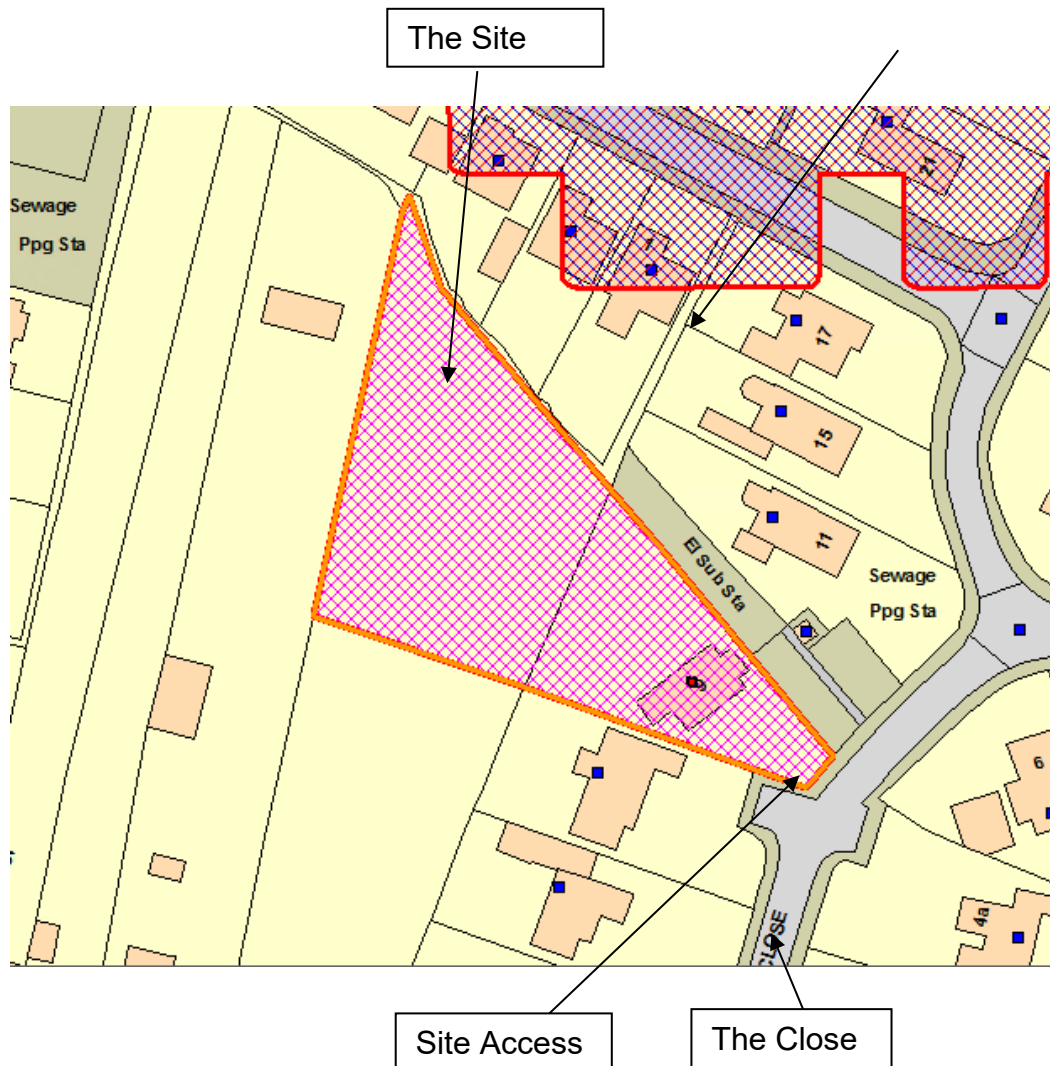 The Site
21
Sewage
Ppg Sta
7
17
15
11
El Sub Sta
Sewage
Ppg Sta
9
6
4a
CLOSE
Site Access
The Close